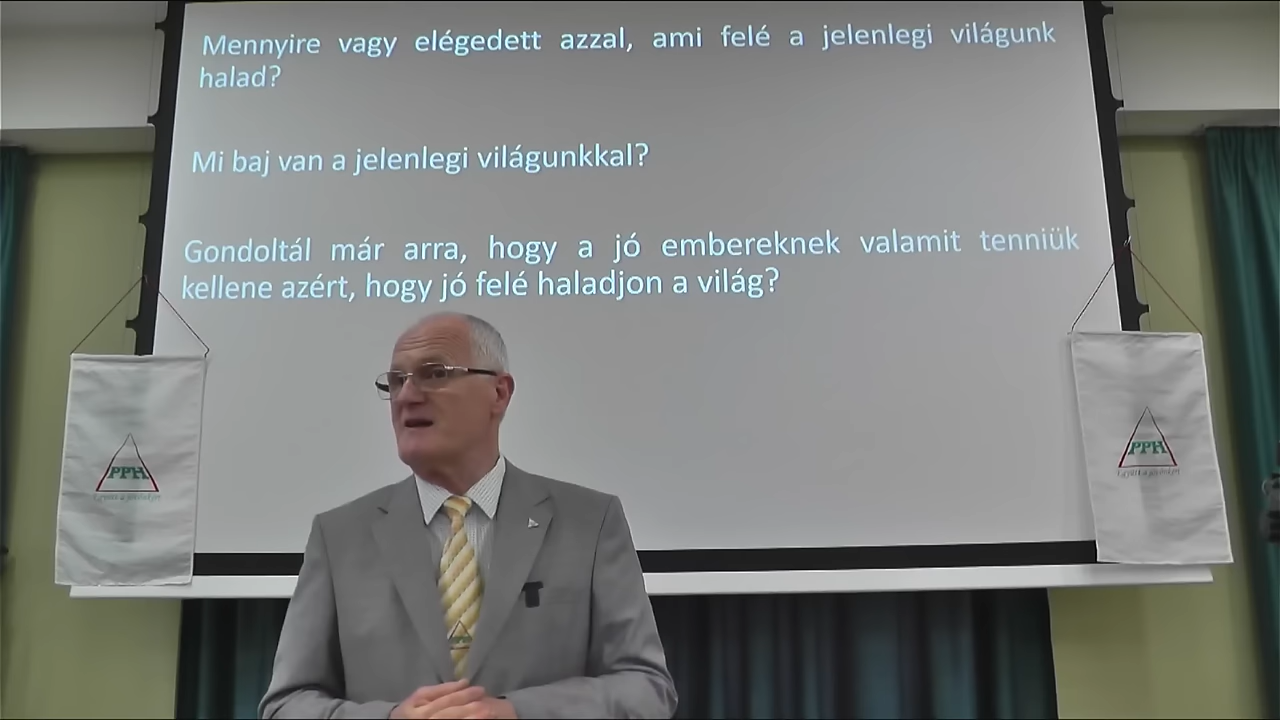 Mennyire vagy elégedett azzal, ami felé a jelenlegi világunk
halad?
Mi baj van a jelenlegi világunkkal?
Gondoltál már arra, hogy a jó embereknek valamit tenniük
kellene azért, hogy jó felé haladjon a világ?
PPH
PPH